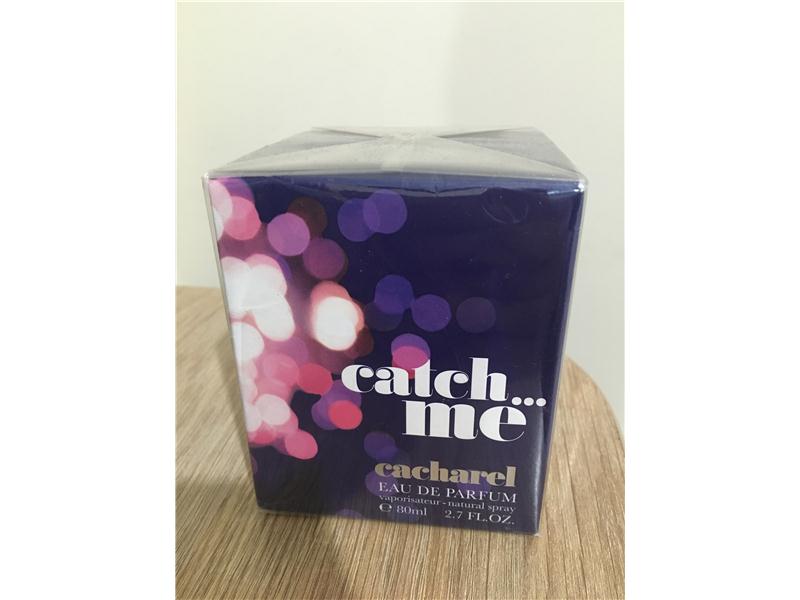 catch...
me
cacharel
EAU DE PARFUM
vaporisateur - natural spray
℮ 80ml 2.7 FL.OZ.